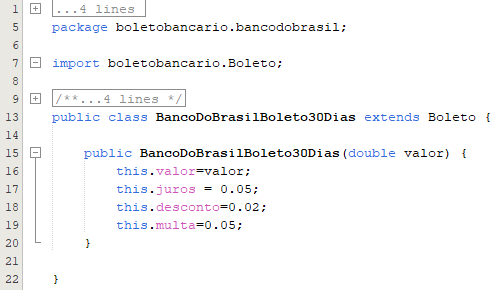 1 ...4 lines
5 package boletobancario.bancodobrasil;
6
7 import boletobancario.Boleto;
8
9 /**...4 lines */
13 public class BancoDoBrasilBoleto30Dias extends Boleto {
14
15 public BancoDoBrasilBoleto30Dias(double valor) {
16 this.valor=valor;
17 this.juros = 0.05;
18 this.desconto=0.02;
19 this.multa=0.05;
20 }
21
22 }